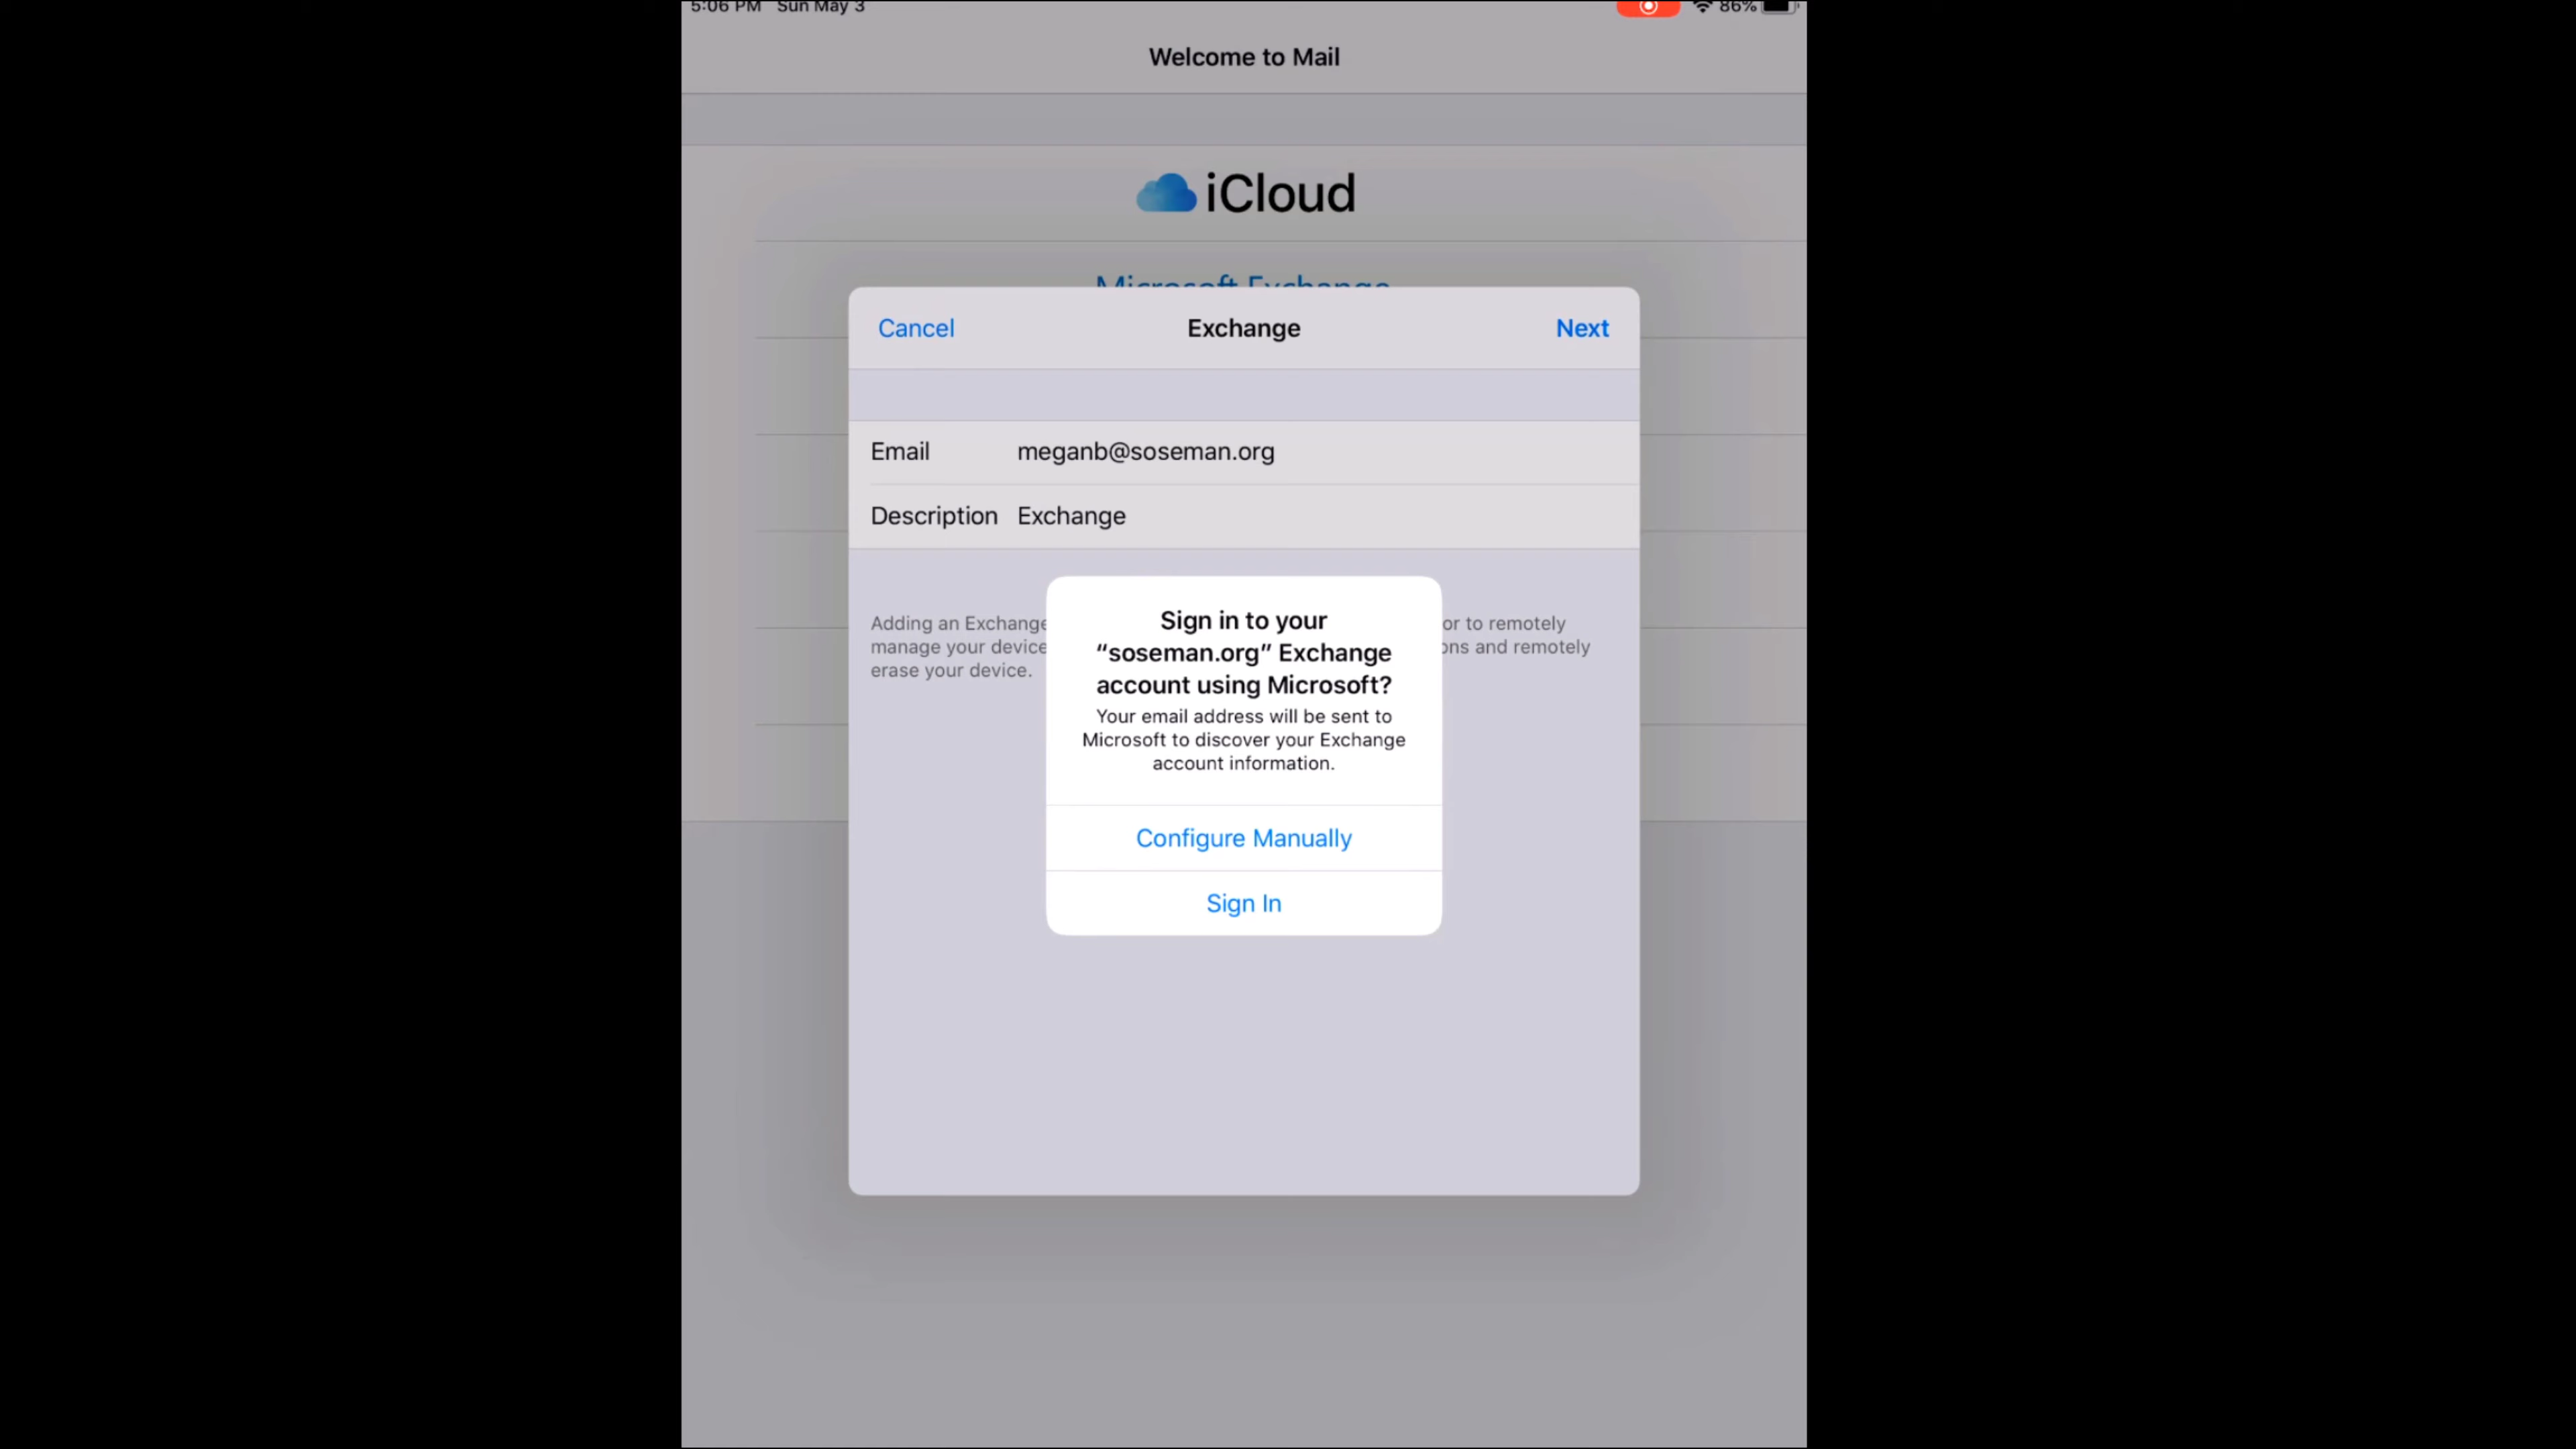 5:06 PM Sun May 3 86%
Welcome to Mail
iCloud
Microsoft Exchange
Cancel Exchange Next
Email meganb@soseman.org
Description Exchange
Adding an Exchange or to remotely
manage your device ons and remotely
erase your device.
Sign in to your
“soseman.org” Exchange
account using Microsoft?
Your email address will be sent to
Microsoft to discover your Exchange
account information.
Configure Manually
Sign In